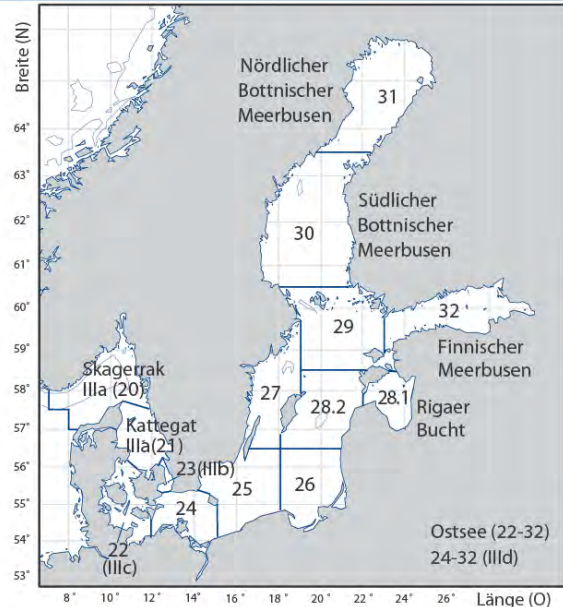 Breite (N)
Nördlicher
Bottnischer
Meerbusen
31
64°
63°
Südlicher
Bottnischer
Meerbusen
62°
30
61°
60°
32
29
59°
Finnischer
Meerbusen
Skagerrak
IIIa (20)
58°
27
28.2
28.1
Rigaer
Bucht
Kattegat
IIIa(21)
57°
23(IIIb)
56°
25
26
24
55°
22
(IIIc)
54°
Ostsee (22-32)
24-32 (IIId)
53°
8° 10° 12° 14° 16° 18° 20° 22° 24° 26° Länge (O)